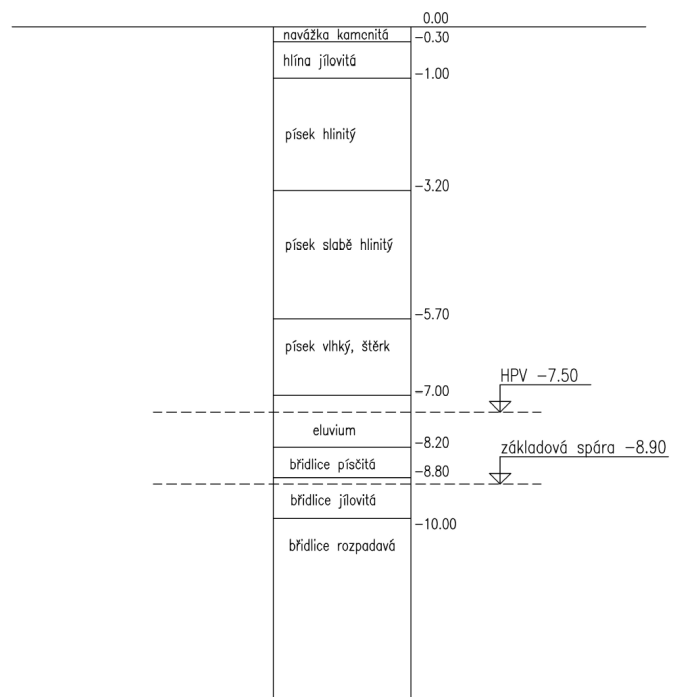 0.00
navážka kamenitá
-0.30
hlína jílovitá
-1.00
písek hlinitý
-3.20
písek slabě hlinitý
-5.70
písek vlhký, štěrk
HPV -7.50
-7.00
eluvium
-8.20
základová spára -8.90
břidlice písčitá
-8.80
břidlice jílovitá
-10.00
břidlice rozpadavá